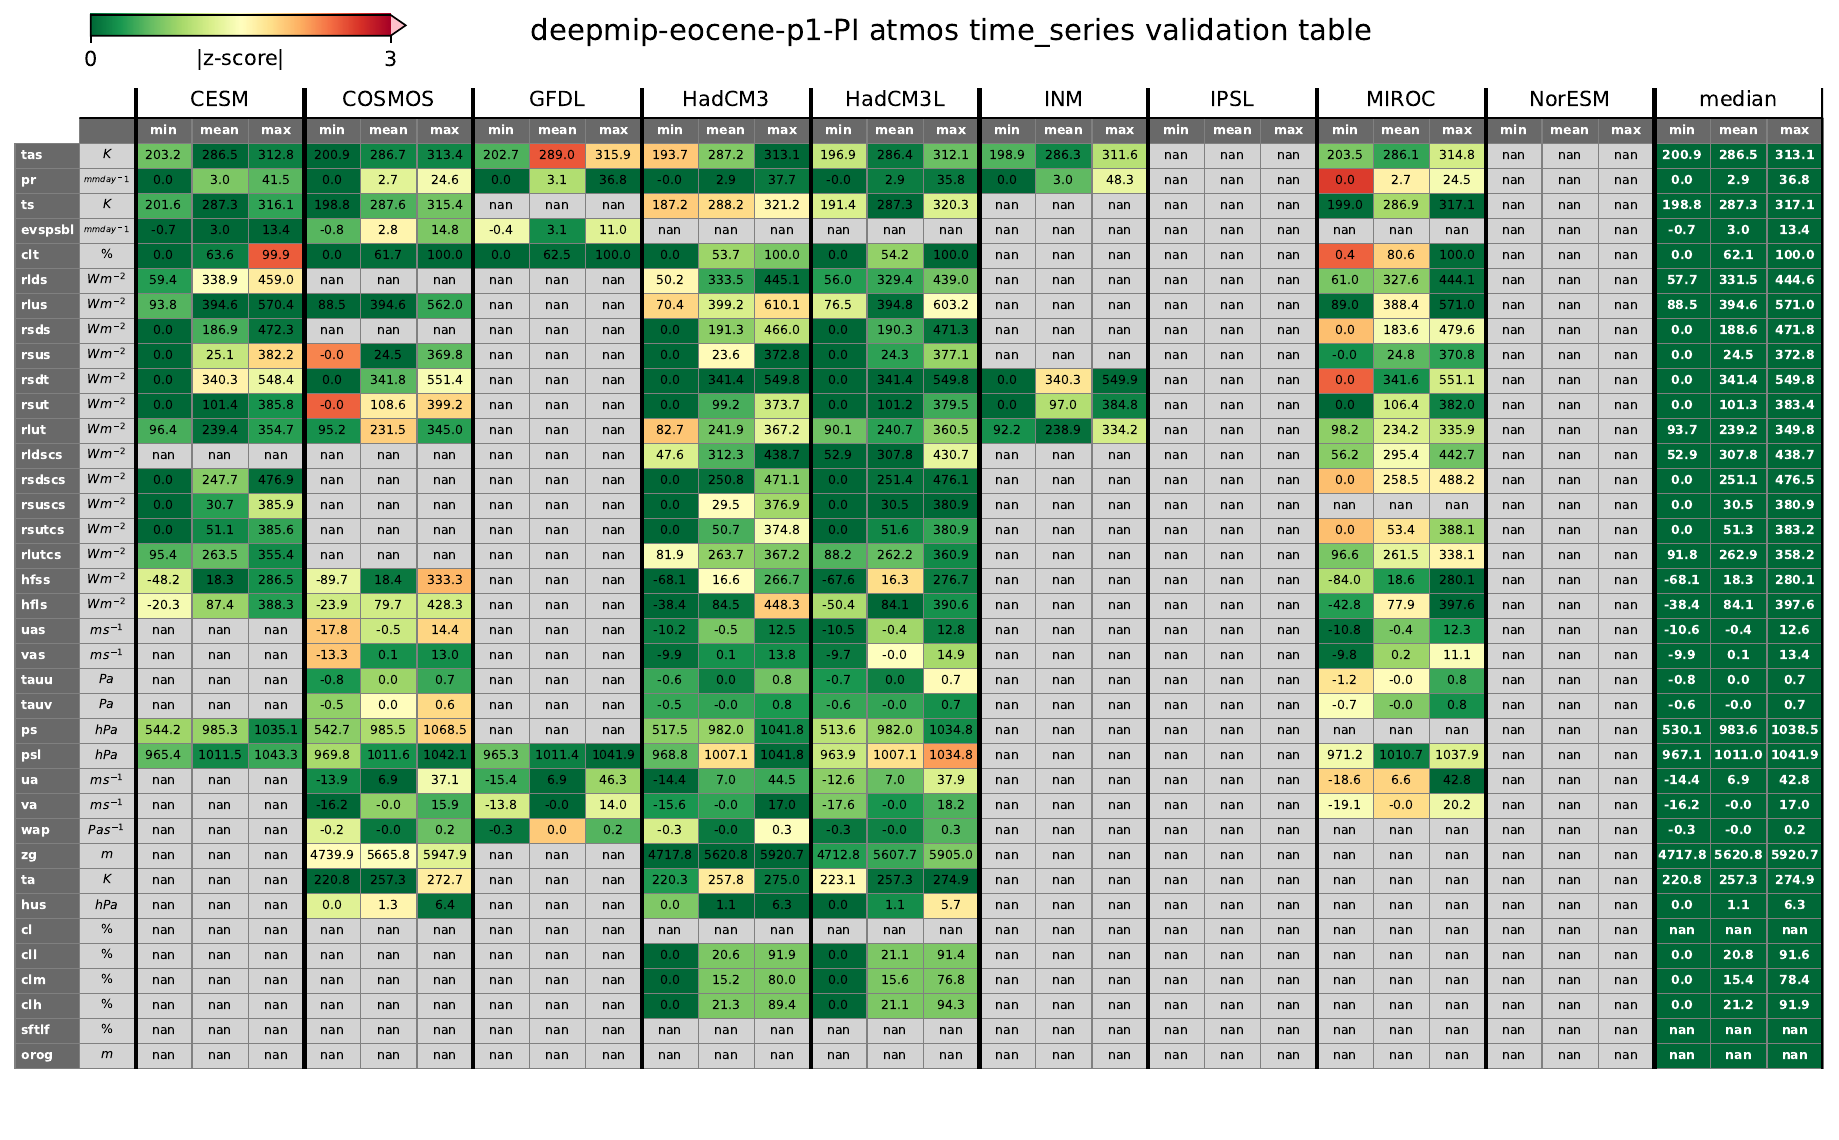 deepmip-eocene-p1-PI atmos time_series validation table
0 |z-score| 3
CESM COSMOS GFDL HadCM3 HadCM3L INM IPSL MIROC NorESM median
min mean max min mean max min mean max min mean max min mean max min mean max min mean max min mean max min mean max min mean max
tas K 203.2 286.5 312.8 200.9 286.7 313.4 202.7 289.0 315.9 193.7 287.2 313.1 196.9 286.4 312.1 198.9 286.3 311.6 nan nan nan 203.5 286.1 314.8 nan nan nan 200.9 286.5 313.1
pr mmday−1 0.0 3.0 41.5 0.0 2.7 24.6 0.0 3.1 36.8 -0.0 2.9 37.7 -0.0 2.9 35.8 0.0 3.0 48.3 nan nan nan 0.0 2.7 24.5 nan nan nan 0.0 2.9 36.8
ts K 201.6 287.3 316.1 198.8 287.6 315.4 nan nan nan 187.2 288.2 321.2 191.4 287.3 320.3 nan nan nan nan nan nan 199.0 286.9 317.1 nan nan nan 198.8 287.3 317.1
evspsbl mmday−1 -0.7 3.0 13.4 -0.8 2.8 14.8 -0.4 3.1 11.0 nan nan nan nan nan nan nan nan nan nan nan nan nan nan nan nan nan nan -0.7 3.0 13.4
clt % 0.0 63.6 99.9 0.0 61.7 100.0 0.0 62.5 100.0 0.0 53.7 100.0 0.0 54.2 100.0 nan nan nan nan nan nan 0.4 80.6 100.0 nan nan nan 0.0 62.1 100.0
rlds Wm−2 59.4 338.9 459.0 nan nan nan nan nan nan 50.2 333.5 445.1 56.0 329.4 439.0 nan nan nan nan nan nan 61.0 327.6 444.1 nan nan nan 57.7 331.5 444.6
rlus Wm−2 93.8 394.6 570.4 88.5 394.6 562.0 nan nan nan 70.4 399.2 610.1 76.5 394.8 603.2 nan nan nan nan nan nan 89.0 388.4 571.0 nan nan nan 88.5 394.6 571.0
rsds Wm−2 0.0 186.9 472.3 nan nan nan nan nan nan 0.0 191.3 466.0 0.0 190.3 471.3 nan nan nan nan nan nan 0.0 183.6 479.6 nan nan nan 0.0 188.6 471.8
rsus Wm−2 0.0 25.1 382.2 -0.0 24.5 369.8 nan nan nan 0.0 23.6 372.8 0.0 24.3 377.1 nan nan nan nan nan nan -0.0 24.8 370.8 nan nan nan 0.0 24.5 372.8
rsdt Wm−2 0.0 340.3 548.4 0.0 341.8 551.4 nan nan nan 0.0 341.4 549.8 0.0 341.4 549.8 0.0 340.3 549.9 nan nan nan 0.0 341.6 551.1 nan nan nan 0.0 341.4 549.8
rsut Wm−2 0.0 101.4 385.8 -0.0 108.6 399.2 nan nan nan 0.0 99.2 373.7 0.0 101.2 379.5 0.0 97.0 384.8 nan nan nan 0.0 106.4 382.0 nan nan nan 0.0 101.3 383.4
rlut Wm−2 96.4 239.4 354.7 95.2 231.5 345.0 nan nan nan 82.7 241.9 367.2 90.1 240.7 360.5 92.2 238.9 334.2 nan nan nan 98.2 234.2 335.9 nan nan nan 93.7 239.2 349.8
rldscs Wm−2 nan nan nan nan nan nan nan nan nan 47.6 312.3 438.7 52.9 307.8 430.7 nan nan nan nan nan nan 56.2 295.4 442.7 nan nan nan 52.9 307.8 438.7
rsdscs Wm−2 0.0 247.7 476.9 nan nan nan nan nan nan 0.0 250.8 471.1 0.0 251.4 476.1 nan nan nan nan nan nan 0.0 258.5 488.2 nan nan nan 0.0 251.1 476.5
rsuscs Wm−2 0.0 30.7 385.9 nan nan nan nan nan nan 0.0 29.5 376.9 0.0 30.5 380.9 nan nan nan nan nan nan nan nan nan nan nan nan 0.0 30.5 380.9
rsutcs Wm−2 0.0 51.1 385.6 nan nan nan nan nan nan 0.0 50.7 374.8 0.0 51.6 380.9 nan nan nan nan nan nan 0.0 53.4 388.1 nan nan nan 0.0 51.3 383.2
rlutcs Wm−2 95.4 263.5 355.4 nan nan nan nan nan nan 81.9 263.7 367.2 88.2 262.2 360.9 nan nan nan nan nan nan 96.6 261.5 338.1 nan nan nan 91.8 262.9 358.2
hfss Wm−2 -48.2 18.3 286.5 -89.7 18.4 333.3 nan nan nan -68.1 16.6 266.7 -67.6 16.3 276.7 nan nan nan nan nan nan -84.0 18.6 280.1 nan nan nan -68.1 18.3 280.1
hfls Wm−2 -20.3 87.4 388.3 -23.9 79.7 428.3 nan nan nan -38.4 84.5 448.3 -50.4 84.1 390.6 nan nan nan nan nan nan -42.8 77.9 397.6 nan nan nan -38.4 84.1 397.6
uas ms−1 nan nan nan -17.8 -0.5 14.4 nan nan nan -10.2 -0.5 12.5 -10.5 -0.4 12.8 nan nan nan nan nan nan -10.8 -0.4 12.3 nan nan nan -10.6 -0.4 12.6
vas ms−1 nan nan nan -13.3 0.1 13.0 nan nan nan -9.9 0.1 13.8 -9.7 -0.0 14.9 nan nan nan nan nan nan -9.8 0.2 11.1 nan nan nan -9.9 0.1 13.4
tauu Pa nan nan nan -0.8 0.0 0.7 nan nan nan -0.6 0.0 0.8 -0.7 0.0 0.7 nan nan nan nan nan nan -1.2 -0.0 0.8 nan nan nan -0.8 0.0 0.7
tauv Pa nan nan nan -0.5 0.0 0.6 nan nan nan -0.5 -0.0 0.8 -0.6 -0.0 0.7 nan nan nan nan nan nan -0.7 -0.0 0.8 nan nan nan -0.6 -0.0 0.7
ps hPa 544.2 985.3 1035.1 542.7 985.5 1068.5 nan nan nan 517.5 982.0 1041.8 513.6 982.0 1034.8 nan nan nan nan nan nan nan nan nan nan nan nan 530.1 983.6 1038.5
psl hPa 965.4 1011.5 1043.3 969.8 1011.6 1042.1 965.3 1011.4 1041.9 968.8 1007.1 1041.8 963.9 1007.1 1034.8 nan nan nan nan nan nan 971.2 1010.7 1037.9 nan nan nan 967.1 1011.0 1041.9
ua ms−1 nan nan nan -13.9 6.9 37.1 -15.4 6.9 46.3 -14.4 7.0 44.5 -12.6 7.0 37.9 nan nan nan nan nan nan -18.6 6.6 42.8 nan nan nan -14.4 6.9 42.8
va ms−1 nan nan nan -16.2 -0.0 15.9 -13.8 -0.0 14.0 -15.6 -0.0 17.0 -17.6 -0.0 18.2 nan nan nan nan nan nan -19.1 -0.0 20.2 nan nan nan -16.2 -0.0 17.0
wap Pas−1 nan nan nan -0.2 -0.0 0.2 -0.3 0.0 0.2 -0.3 -0.0 0.3 -0.3 -0.0 0.3 nan nan nan nan nan nan nan nan nan nan nan nan -0.3 -0.0 0.2
zg m nan nan nan 4739.9 5665.8 5947.9 nan nan nan 4717.8 5620.8 5920.7 4712.8 5607.7 5905.0 nan nan nan nan nan nan nan nan nan nan nan nan 4717.8 5620.8 5920.7
ta K nan nan nan 220.8 257.3 272.7 nan nan nan 220.3 257.8 275.0 223.1 257.3 274.9 nan nan nan nan nan nan nan nan nan nan nan nan 220.8 257.3 274.9
hus hPa nan nan nan 0.0 1.3 6.4 nan nan nan 0.0 1.1 6.3 0.0 1.1 5.7 nan nan nan nan nan nan nan nan nan nan nan nan 0.0 1.1 6.3
cl % nan nan nan nan nan nan nan nan nan nan nan nan nan nan nan nan nan nan nan nan nan nan nan nan nan nan nan nan nan nan
cll % nan nan nan nan nan nan nan nan nan 0.0 20.6 91.9 0.0 21.1 91.4 nan nan nan nan nan nan nan nan nan nan nan nan 0.0 20.8 91.6
clm % nan nan nan nan nan nan nan nan nan 0.0 15.2 80.0 0.0 15.6 76.8 nan nan nan nan nan nan nan nan nan nan nan nan 0.0 15.4 78.4
clh % nan nan nan nan nan nan nan nan nan 0.0 21.3 89.4 0.0 21.1 94.3 nan nan nan nan nan nan nan nan nan nan nan nan 0.0 21.2 91.9
sftlf % nan nan nan nan nan nan nan nan nan nan nan nan nan nan nan nan nan nan nan nan nan nan nan nan nan nan nan nan nan nan
orog m nan nan nan nan nan nan nan nan nan nan nan nan nan nan nan nan nan nan nan nan nan nan nan nan nan nan nan nan nan nan